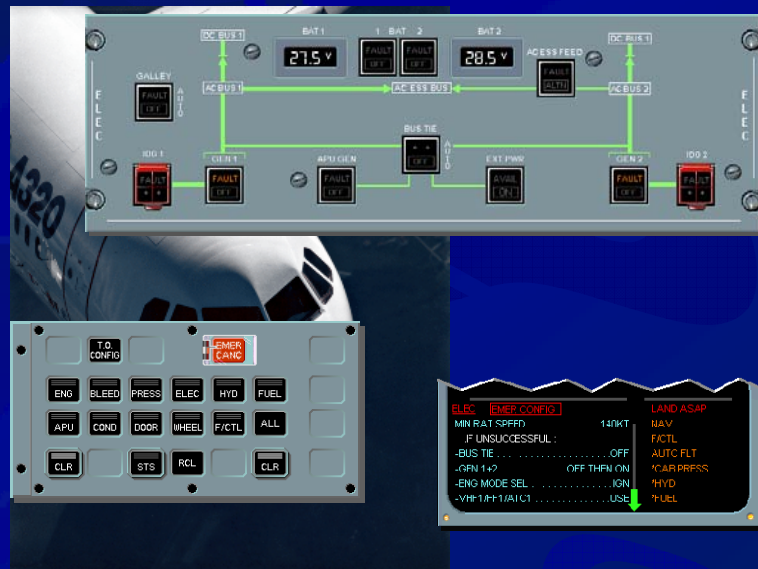 BAT 1
1 BAT 2
BAT 2
DC BUS 1
27.5 V
FAULT
OFF
FAULT
OFF
28.5 V
DC BUS 1
AC ESS FEED
FAULT
ALTN
GALLEY
FAULT
OFF
AUTO
AC BUS 1
AC ESS BUS
AC BUS 2
ELEC
ELEC
BUS TIE
OFF
AUTO
IDG 1
FAULT
GEN 1
FAULT
OFF
APU GEN
FAULT
OFF
EXT PWR
AVAIL
ON
GEN 2
FAULT
OFF
IDG 2
FAULT
A320
T.O.
CONFIG
EMER
CANC
ENG BLEED PRESS ELEC HYD FUEL
APU COND DOOR WHEEL F/CTL ALL
CLR STS RCL CLR
ELEC EMER CONFIG LAND ASAP
MIN RAT SPEED 140KT NAV
.IF UNSUCCESSFUL : F/CTL
-BUS TIE . . . . . . . . . . . . . . . . . OFF AUTO FLT
-GEN 1+2 OFF THEN ON *CAB PRESS
-ENG MODE SEL . . . . . . . . . . . . IGN *HYD
-VHF1/HF1/ATC1 . . . . . . . . . . . . . USE *FUEL